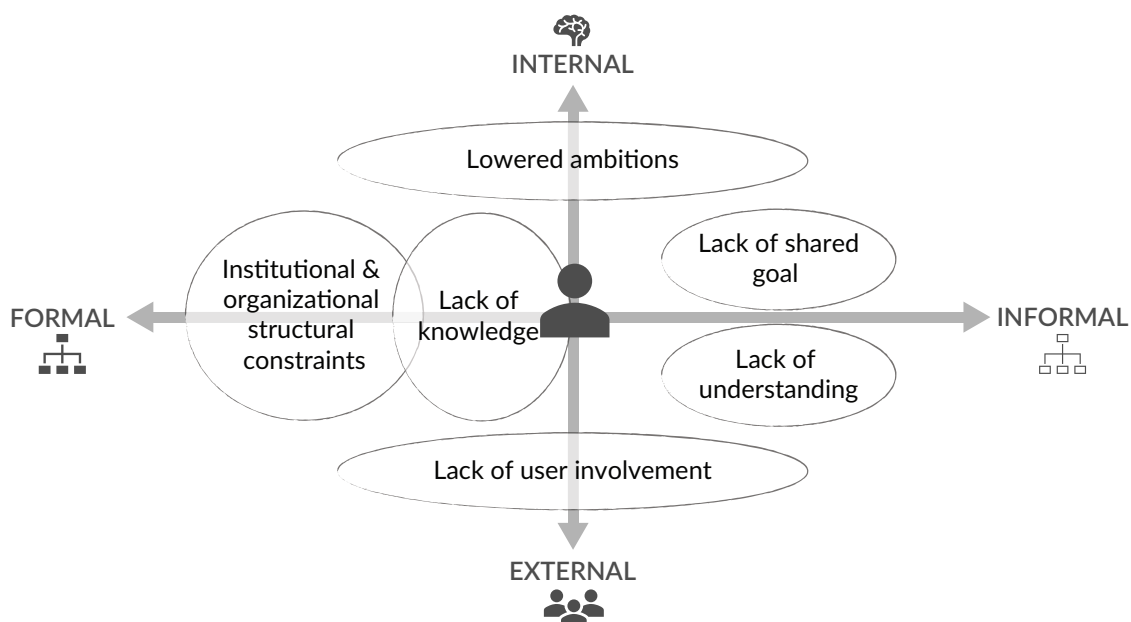 INTERNAL
Lowered ambitions
Lack of shared
goal
Institutional &
organizational
structural
constraints
Lack of
knowledge
FORMAL
INFORMAL
Lack of
understanding
Lack of user involvement
EXTERNAL